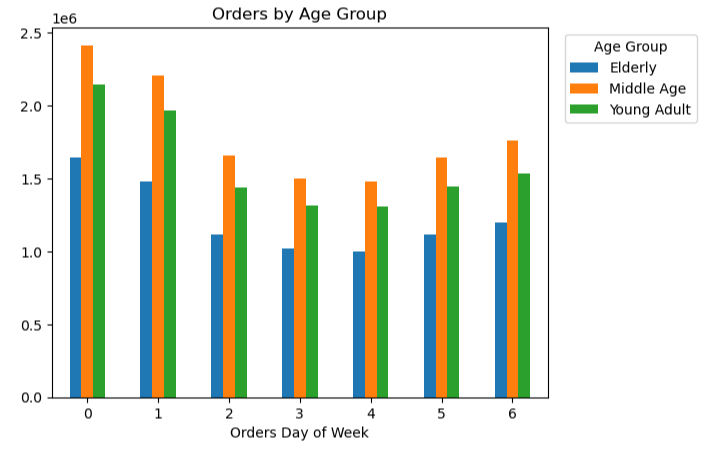 Orders by Age Group
1e6
2.5
2.0
1.5
1.0
0.5
0.0
0 1 2 3 4 5 6
Orders Day of Week
Age Group
Elderly
Middle Age
Young Adult